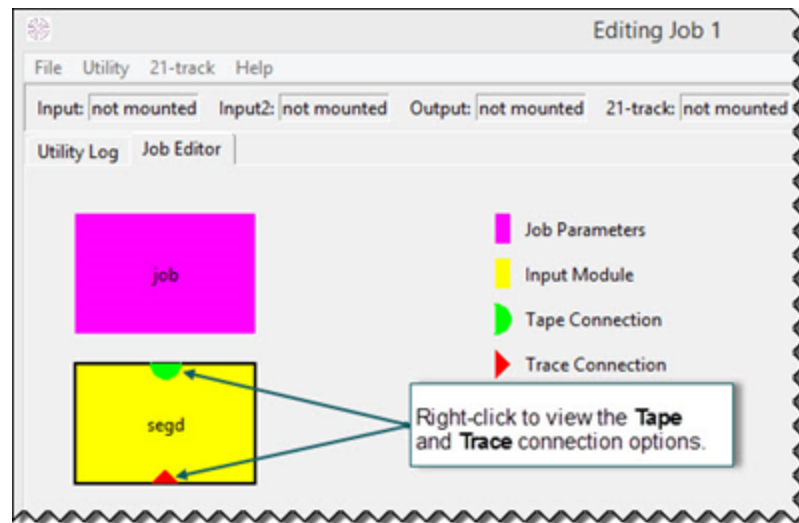 Editing Job 1
File Utility 21-track Help
Input: not mounted Input2: not mounted Output: not mounted 21-track: not mounted
Utility Log Job Editor
job
Job Parameters
Input Module
Tape Connection
Trace Connection
segd
Right-click to view the Tape
and Trace connection options.